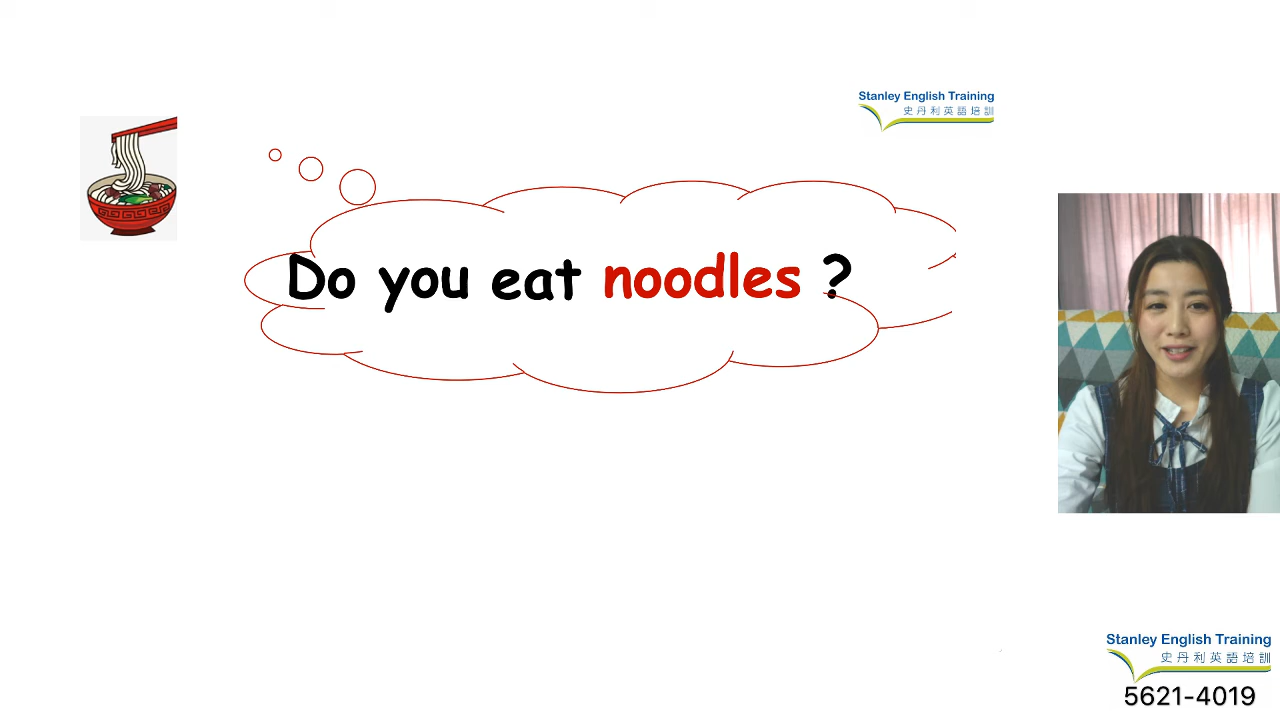 Stanley English Training
史丹利英語培訓
Do you eat noodles ?
Stanley English Training
史丹利英語培訓
5621-4019